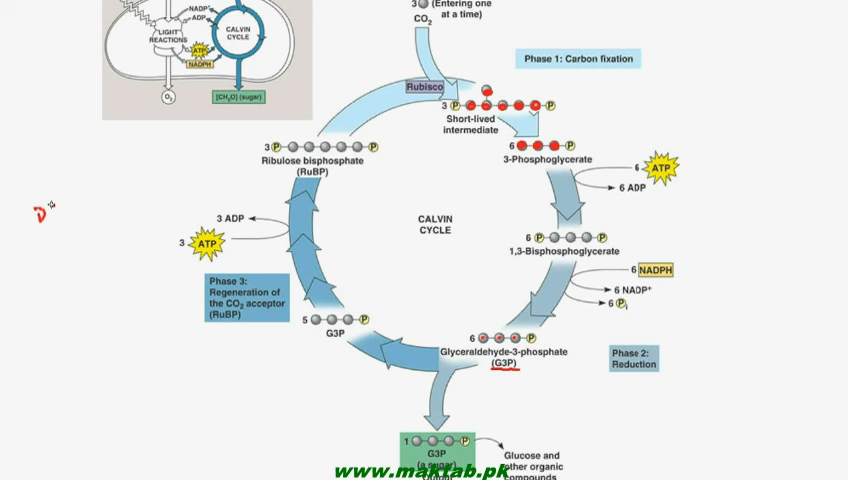 NADP+
ADP
LIGHT
REACTIONS
ATP
NADPH
CALVIN
CYCLE
O2
[CH2O] (sugar)
3 (Entering one
at a time)
CO2
Phase 1: Carbon fixation
Rubisco
3 P P
Short-lived
intermediate
3 P P
Ribulose bisphosphate
(RuBP)
6 P
3-Phosphoglycerate
6 ATP
6 ADP
D
3 ADP
3 ATP
CALVIN
CYCLE
6 P P
1,3-Bisphosphoglycerate
6 NADPH
6 NADP+
6 Pi
Phase 3:
Regeneration of
the CO2 acceptor
(RuBP)
5 P
G3P
6 P
Glyceraldehyde-3-phosphate
(G3P)
Phase 2:
Reduction
1 P
G3P
(a sugar)
Output
Glucose and
other organic
compounds
www.maktab.pk